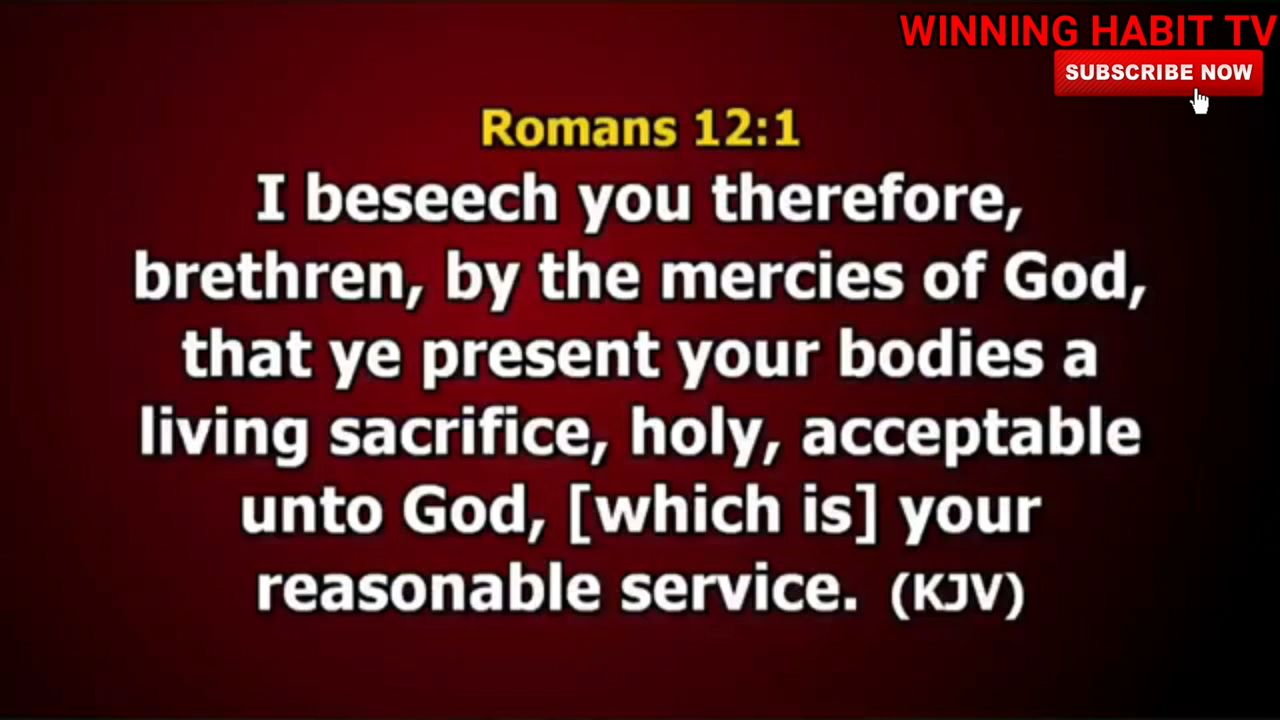 WINNING HABIT TV
SUBSCRIBE NOW
Romans 12:1
I beseech you therefore,
brethren, by the mercies of God,
that ye present your bodies a
living sacrifice, holy, acceptable
unto God, [which is] your
reasonable service. (KJV)